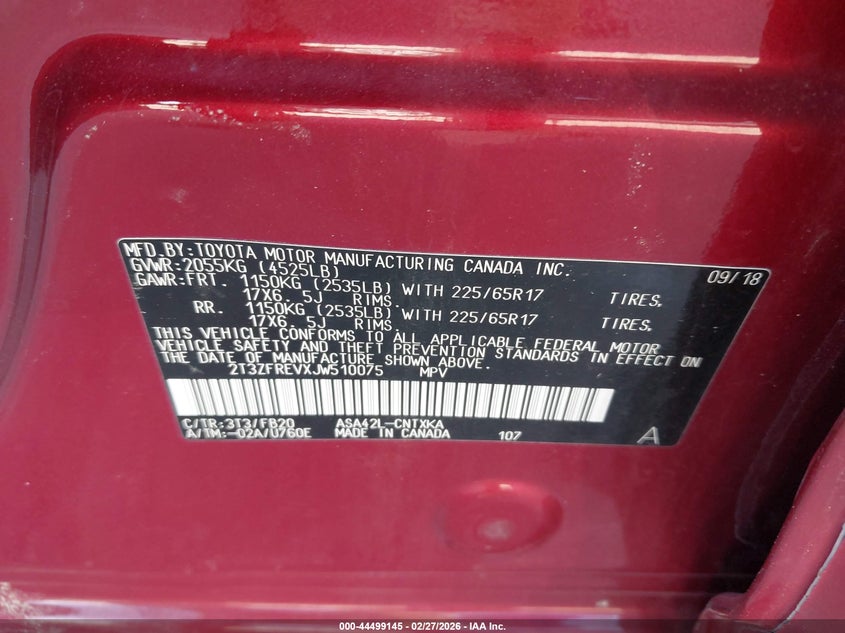 MFD.BY:TOYOTA MOTOR MANUFACTURING CANADA INC. 09/18
GVWR:2055KG (4525LB)
GAWR:FRT. 1150KG (2535LB) WITH 225/65R17 TIRES,
17X6. 5J RIMS.
RR. 1150KG (2535LB) WITH 225/65R17 TIRES,
17X6. 5J RIMS.
THIS VEHICLE CONFORMS TO ALL APPLICABLE FEDERAL MOTOR
VEHICLE SAFETY AND THEFT PREVENTION STANDARDS IN EFFECT ON
THE DATE OF MANUFACTURE SHOWN ABOVE.
2T3ZFREVXJW510075 MPV
C/TR:3T3/FB20 ASA42L-CNTXKA
A/TM:-02A/U760E MADE IN CANADA 107 A
000-44499145 - 02/27/2026 - IAA Inc.